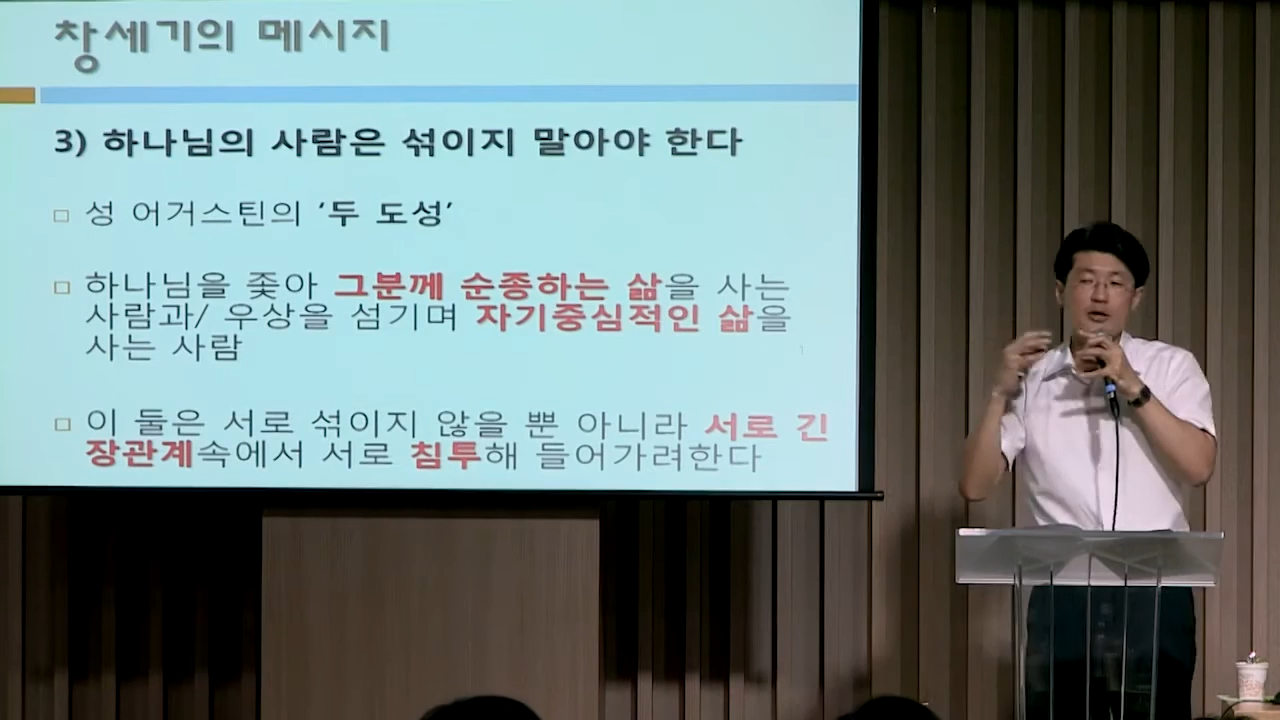 창세기의 메시지
3) 하나님의 사람은 섞이지 말아야 한다
□ 성 어거스틴의 ‘두 도성’
□ 하나님을 좇아 그분께 순종하는 삶을 사는
사람과/ 우상을 섬기며 자기중심적인 삶을
사는 사람
□ 이 둘은 서로 섞이지 않을 뿐 아니라 서로 긴
장관계속에서 서로 침투해 들어가려한다